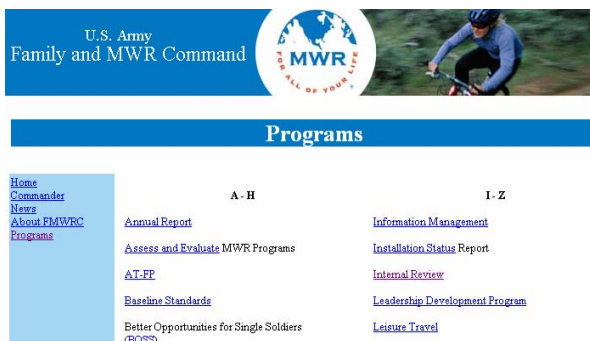 U.S. Army
Family and MWR Command
MWR
FOR ALL OF YOUR LIFE
Programs
Home
Commander
News
About FMWRC
Programs
A - H
Annual Report
Assess and Evaluate MWR Programs
AT-FP
Baseline Standards
Better Opportunities for Single Soldiers
(BOSS)
I - Z
Information Management
Installation Status Report
Internal Review
Leadership Development Program
Leisure Travel